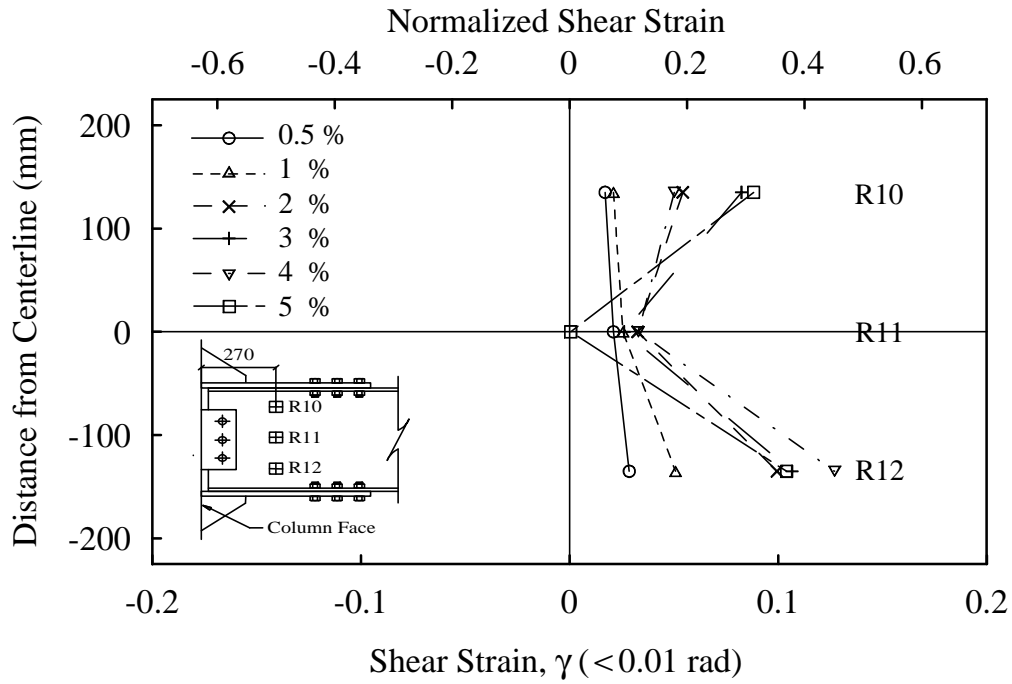 Normalized Shear Strain
-0.6 -0.4 -0.2 0 0.2 0.4 0.6
Distance from Centerline (mm)
200
100
0
-100
-200
0.5 %
1 %
2 %
3 %
4 %
5 %
R10
R11
R12
270
R10
R11
R12
Column Face
-0.2 -0.1 0 0.1 0.2
Shear Strain, γ (<0.01 rad)